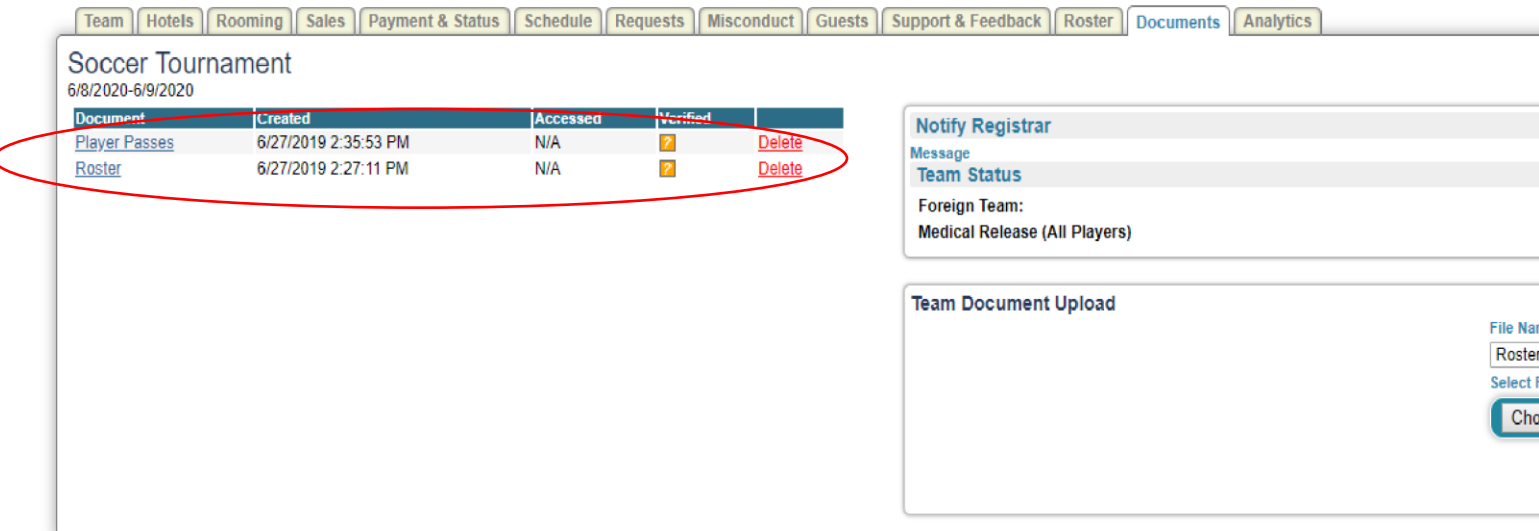 Team Hotels Rooming Sales Payment & Status Schedule Requests Misconduct Guests Support & Feedback Roster Documents Analytics
Soccer Tournament
6/8/2020-6/9/2020
Document Created Accessed Verified
Player Passes 6/27/2019 2:35:53 PM N/A ? Delete
Roster 6/27/2019 2:27:11 PM N/A ? Delete
Notify Registrar
Message
Team Status
Foreign Team:
Medical Release (All Players)
Team Document Upload
File
Roster
Select